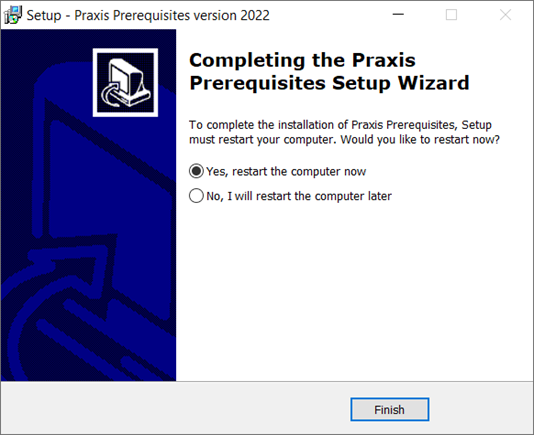 Setup - Praxis Prerequisites version 2022
Completing the Praxis
Prerequisites Setup Wizard
To complete the installation of Praxis Prerequisites, Setup
must restart your computer. Would you like to restart now?
Yes, restart the computer now
No, I will restart the computer later
Finish